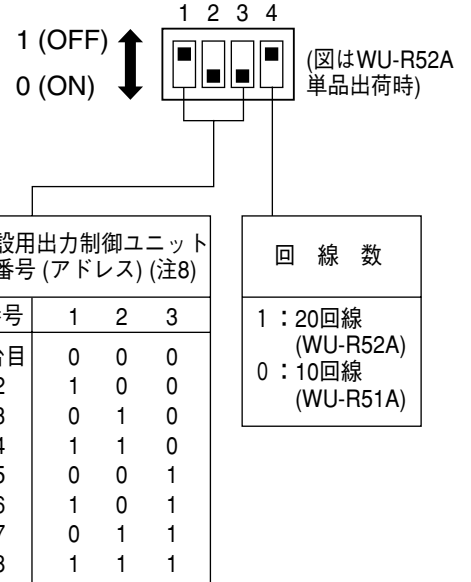 1 2 3 4
1 (OFF)
0 (ON)
(図はWU-R52A
単品出荷時)
設用出力制御ユニット
番号 (アドレス) (注8)
号 1 2 3
台目 0 0 0
2 1 0 0
3 0 1 0
4 1 1 0
5 0 0 1
6 1 0 1
7 0 1 1
8 1 1 1
回 線 数
1 : 20回線
(WU-R52A)
0 : 10回線
(WU-R51A)